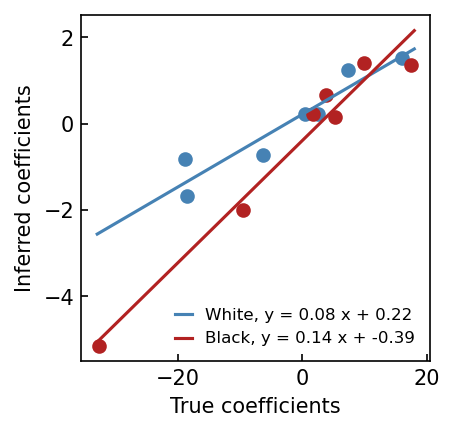 2
0
−2
−4
−20
0
20
Inferred coefficients
True coefficients
White, y = 0.08 x + 0.22
Black, y = 0.14 x + -0.39